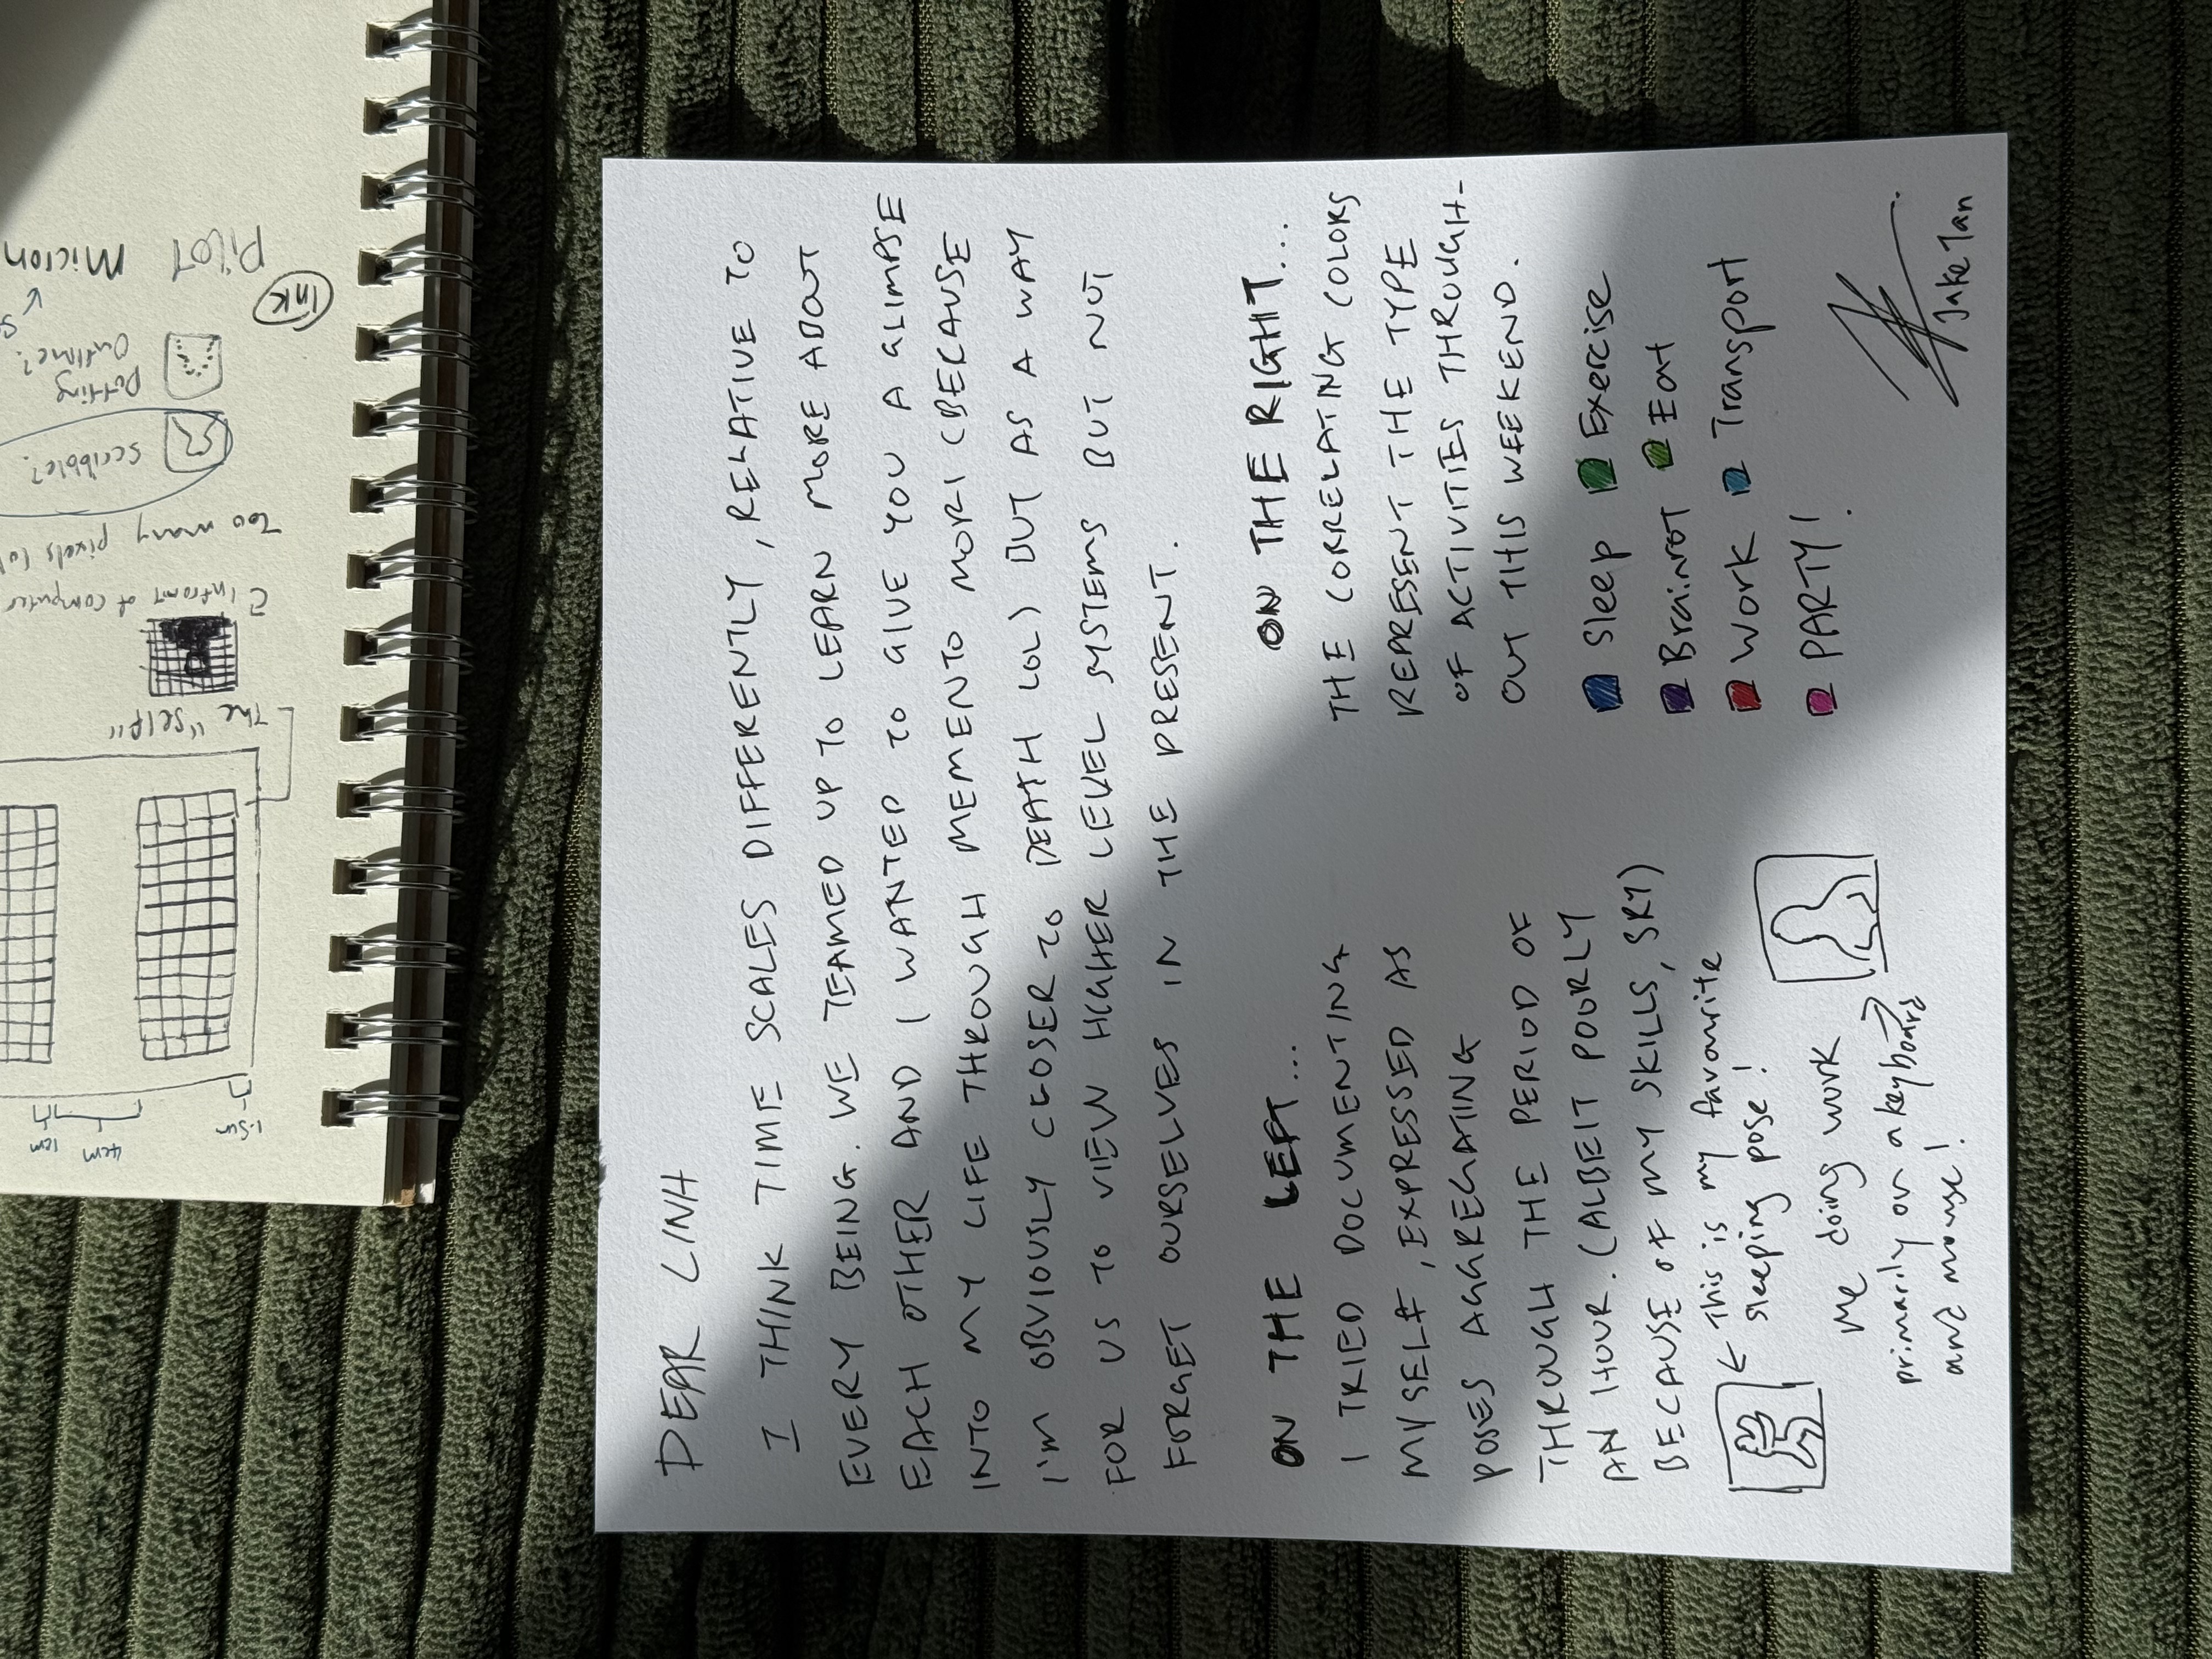 1.5cm
4cm
1cm
The "self"
infront of computer
Too many pixels lol
scribble?
Dotting
Outline?
ink
Pilot
Micron
DEAR LINH
I THINK TIME SCALES DIFFERENTLY, RELATIVE TO
EVERY BEING. WE TEAMED UP TO LEARN MORE ABOUT
EACH OTHER AND I WANTED TO GIVE YOU A GLIMPSE
INTO MY LIFE THROUGH MEMENTO MORI (BECAUSE
I'M OBVIOUSLY CLOSER TO DEATH LOL) BUT AS A WAY
FOR US TO VIEW HIGHER LEVEL SYSTEMS BUT NOT
FORGET OURSELVES IN THE PRESENT.
ON THE LEFT...
I TRIED DOCUMENTING
MYSELF, EXPRESSED AS
POSES AGGREGATING
THROUGH THE PERIOD OF
AN HOUR. (ALBEIT POORLY
BECAUSE OF MY SKILLS, SRY)
← This is my favourite
sleeping pose!
Me doing work
primarily on a keyboard
and mouse!
ON THE RIGHT...
THE CORRELATING COLORS
REPRESENT THE TYPE
OF ACTIVITIES THROUGH-
OUT THIS WEEKEND.
Sleep Exercise
Brainrot Eat
Work Transport
PARTY!
Jake Tan